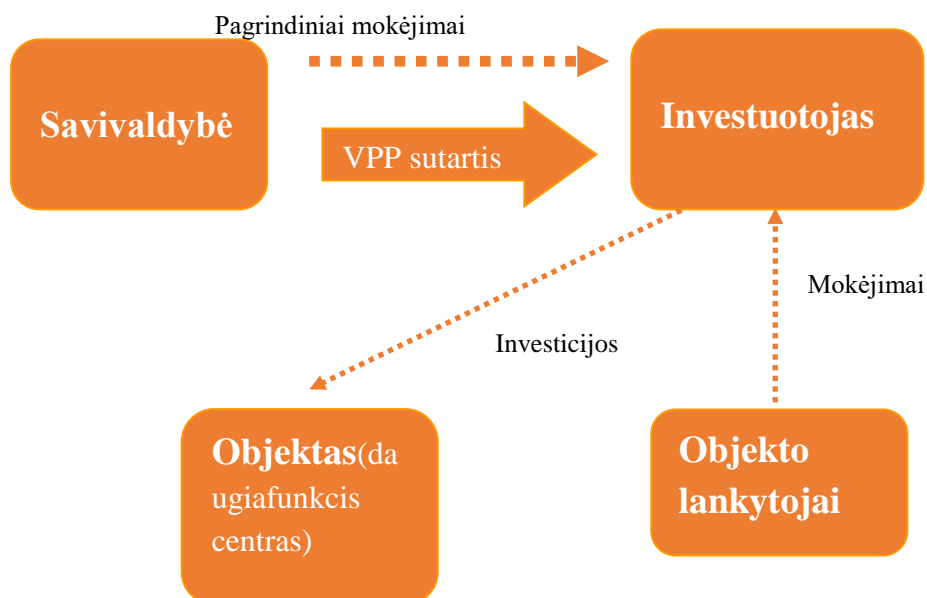 Pagrindiniai mokėjimai
Savivaldybė
Investuotojas
VPP sutartis
Mokėjimai
Investicijos
Objektas(da
ugiafunkcis
centras)
Objekto
lankytojai